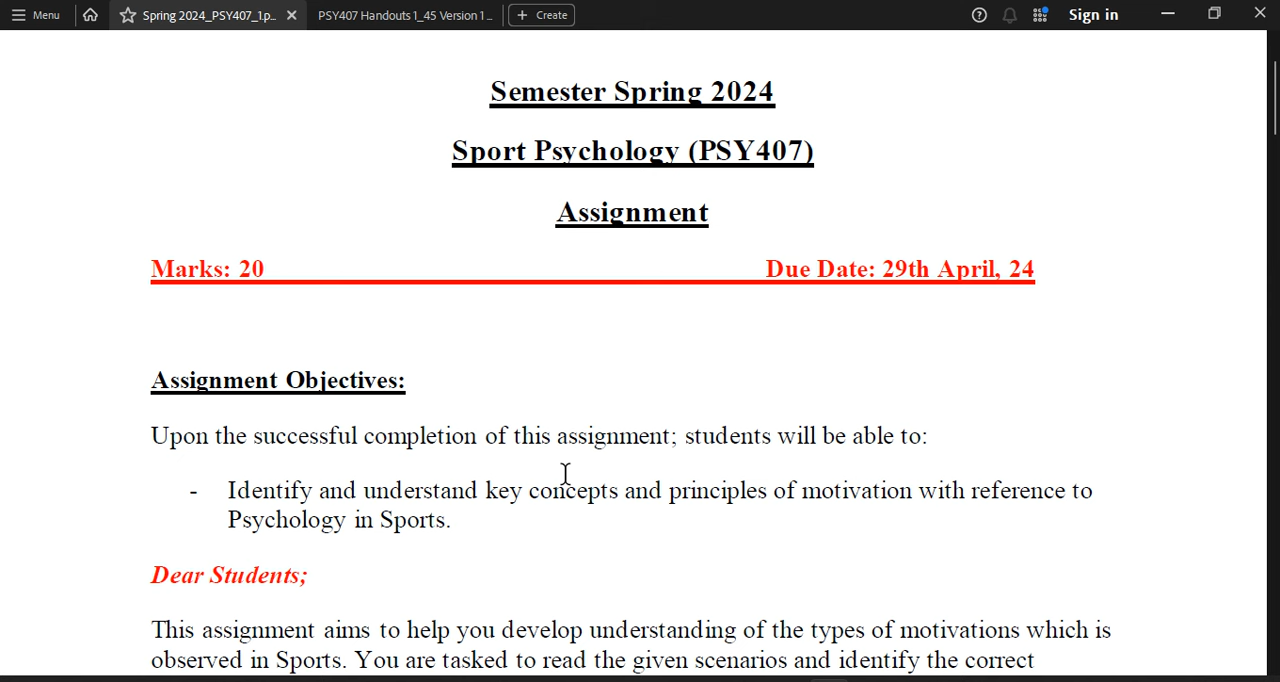 Menu Spring 2024_PSY407_1.p... PSY407 Handouts 1_45 Version 1 ... + Create Sign in
Semester Spring 2024
Sport Psychology (PSY407)
Assignment
Marks: 20 Due Date: 29th April, 24
Assignment Objectives:
Upon the successful completion of this assignment; students will be able to:
- Identify and understand key concepts and principles of motivation with reference to
Psychology in Sports.
Dear Students;
This assignment aims to help you develop understanding of the types of motivations which is
observed in Sports. You are tasked to read the given scenarios and identify the correct